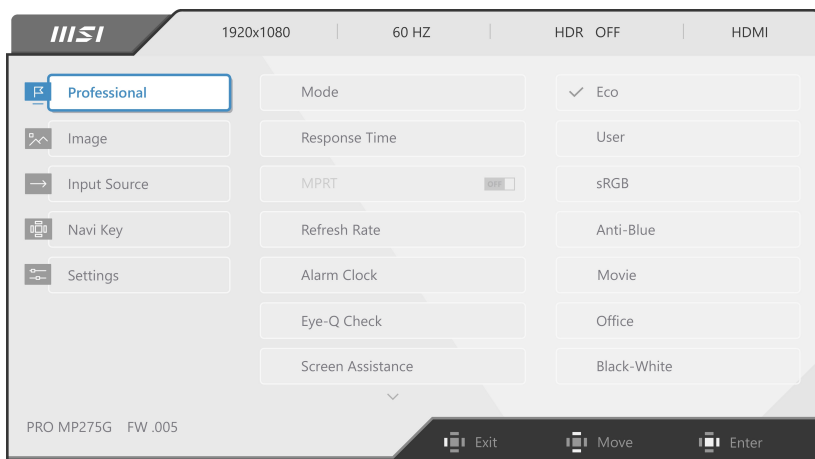 msi
1920x1080 60 HZ HDR OFF HDMI
Professional
Image
Input Source
Navi Key
Settings
Mode
Response Time
MPRT OFF
Refresh Rate
Alarm Clock
Eye-Q Check
Screen Assistance
Eco
User
sRGB
Anti-Blue
Movie
Office
Black-White
PRO MP275G FW .005
Exit Move Enter